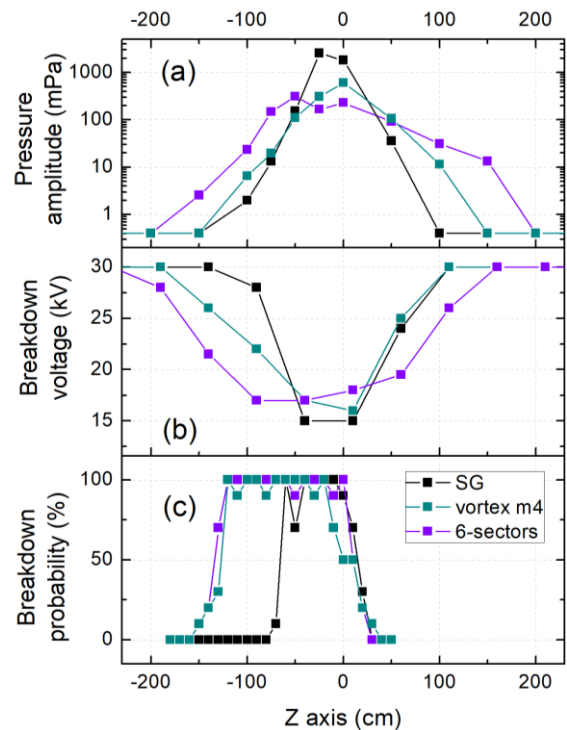 -200 -100 0 100 200
Pressure
amplitude (mPa)
1000
100
10
1
(a)
Breakdown
voltage (kV)
30
25
20
15
(b)
Breakdown
probability (%)
100
50
0
(c)
SG
vortex m4
6-sectors
-200 -100 0 100 200
Z axis (cm)